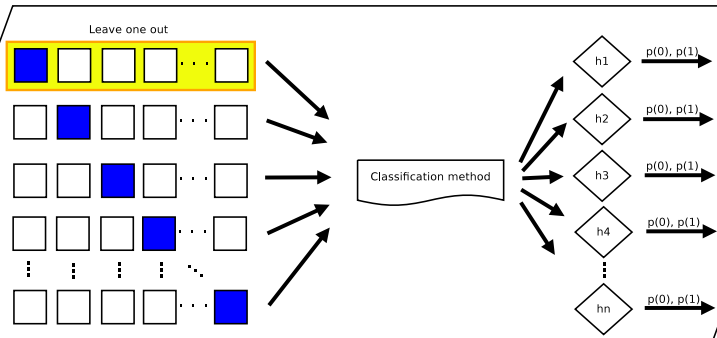 Leave one out
Classification method
h1
p(0), p(1)
h2
p(0), p(1)
h3
p(0), p(1)
h4
p(0), p(1)
hn
p(0), p(1)